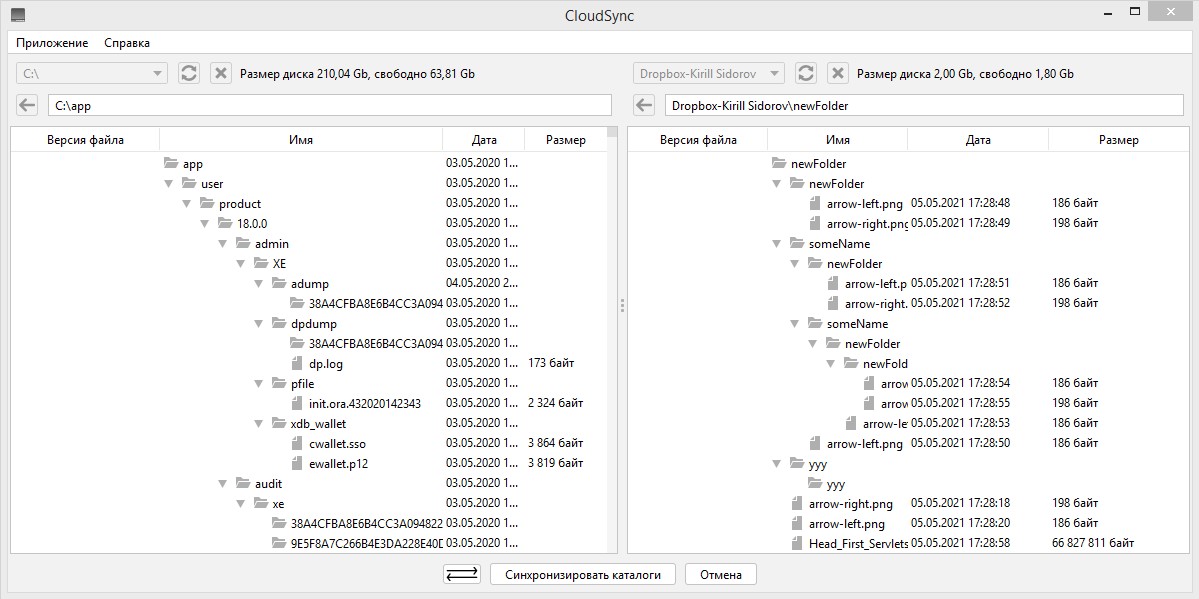 CloudSync
Приложение Справка
C:\ Размер диска 210,04 Gb, свободно 63,81 Gb Dropbox-Kirill Sidorov Размер диска 2,00 Gb, свободно 1,80 Gb
C:\app Dropbox-Kirill Sidorov\newFolder
Версия файла Имя Дата Размер Версия файла Имя Дата Размер
app 03.05.2020 1... newFolder
user 03.05.2020 1... newFolder
product 03.05.2020 1... arrow-left.png 05.05.2021 17:28:48 186 байт
18.0.0 03.05.2020 1... arrow-right.png 05.05.2021 17:28:49 198 байт
admin 03.05.2020 1... someName
XE 03.05.2020 1... newFolder
adump 04.05.2020 2... arrow-left.p 05.05.2021 17:28:51 186 байт
38A4CFBA8E6B4CC3A094 03.05.2020 1... arrow-right. 05.05.2021 17:28:52 198 байт
dpdump 03.05.2020 1... someName
38A4CFBA8E6B4CC3A094 03.05.2020 1... newFolder
dp.log 03.05.2020 1... 173 байт newFold
pfile 03.05.2020 1... arrow 05.05.2021 17:28:54 186 байт
init.ora.432020142343 03.05.2020 1... 2 324 байт arrow 05.05.2021 17:28:55 198 байт
xdb_wallet 03.05.2020 1... arrow-le 05.05.2021 17:28:53 186 байт
cwallet.sso 03.05.2020 1... 3 864 байт arrow-left.png 05.05.2021 17:28:50 186 байт
ewallet.p12 03.05.2020 1... 3 819 байт yyy
audit 03.05.2020 1... yyy
xe 03.05.2020 1... arrow-right.png 05.05.2021 17:28:18 198 байт
38A4CFBA8E6B4CC3A094822 03.05.2020 1... arrow-left.png 05.05.2021 17:28:20 186 байт
9E5F8A7C266B4E3DA228E40D 03.05.2020 1... Head_First_Servlets 05.05.2021 17:28:58 66 827 811 байт
Синхронизировать каталоги Отмена